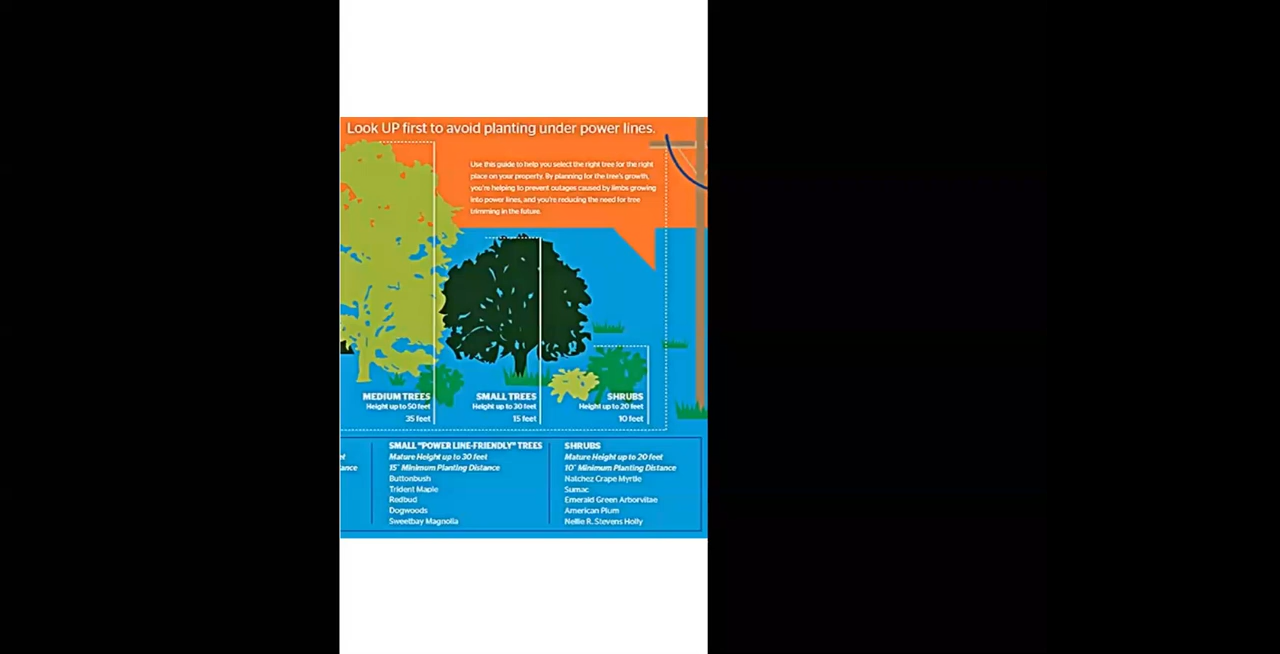 Look UP first to avoid planting under power lines.
Use this guide to help you select the right tree for the right
place on your property. By planning for the tree's growth,
you're helping to prevent outages caused by limbs growing
into power lines, and you're reducing the need for tree
trimming in the future.
MEDIUM TREES
Height up to 50 feet
35 feet
SMALL TREES
Height up to 30 feet
15 feet
SHRUBS
Height up to 20 feet
10 feet
SMALL "POWER LINE-FRIENDLY" TREES
Mature Height up to 30 feet
15' Minimum Planting Distance
Buttonbush
Trident Maple
Redbud
Dogwoods
Sweetbay Magnolia
SHRUBS
Mature Height up to 20 feet
10' Minimum Planting Distance
Natchez Crape Myrtle
Sumac
Emerald Green Arborvitae
American Plum
Nellie R. Stevens Holly